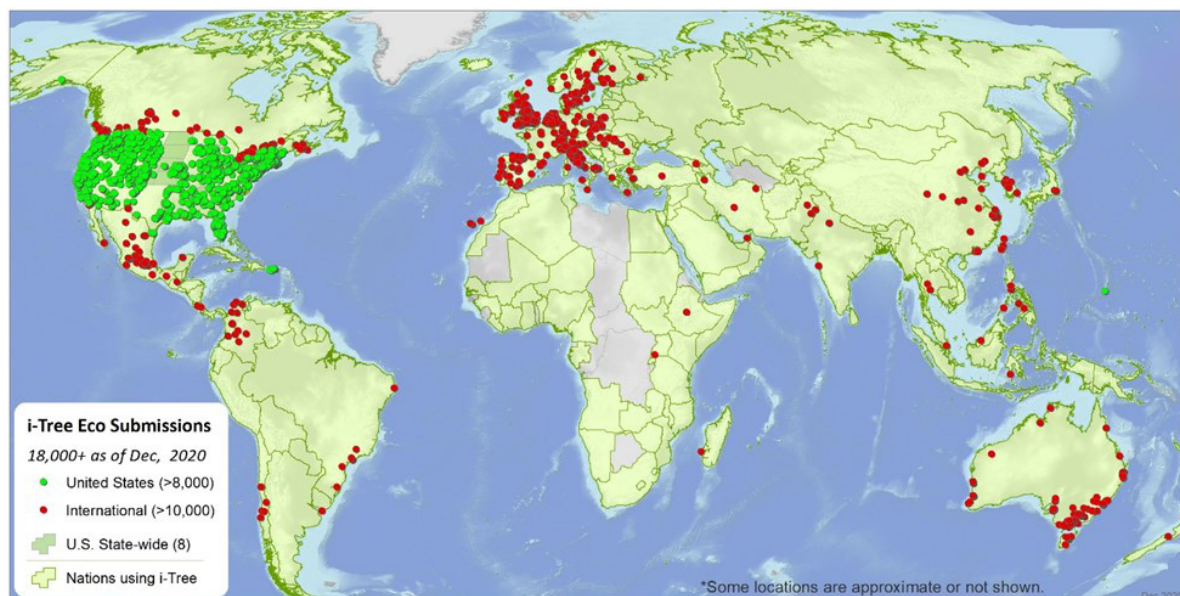 i-Tree Eco Submissions
18,000+ as of Dec, 2020
United States (>8,000)
International (>10,000)
U.S. State-wide (8)
Nations using i-Tree
*Some locations are approximate or not shown.